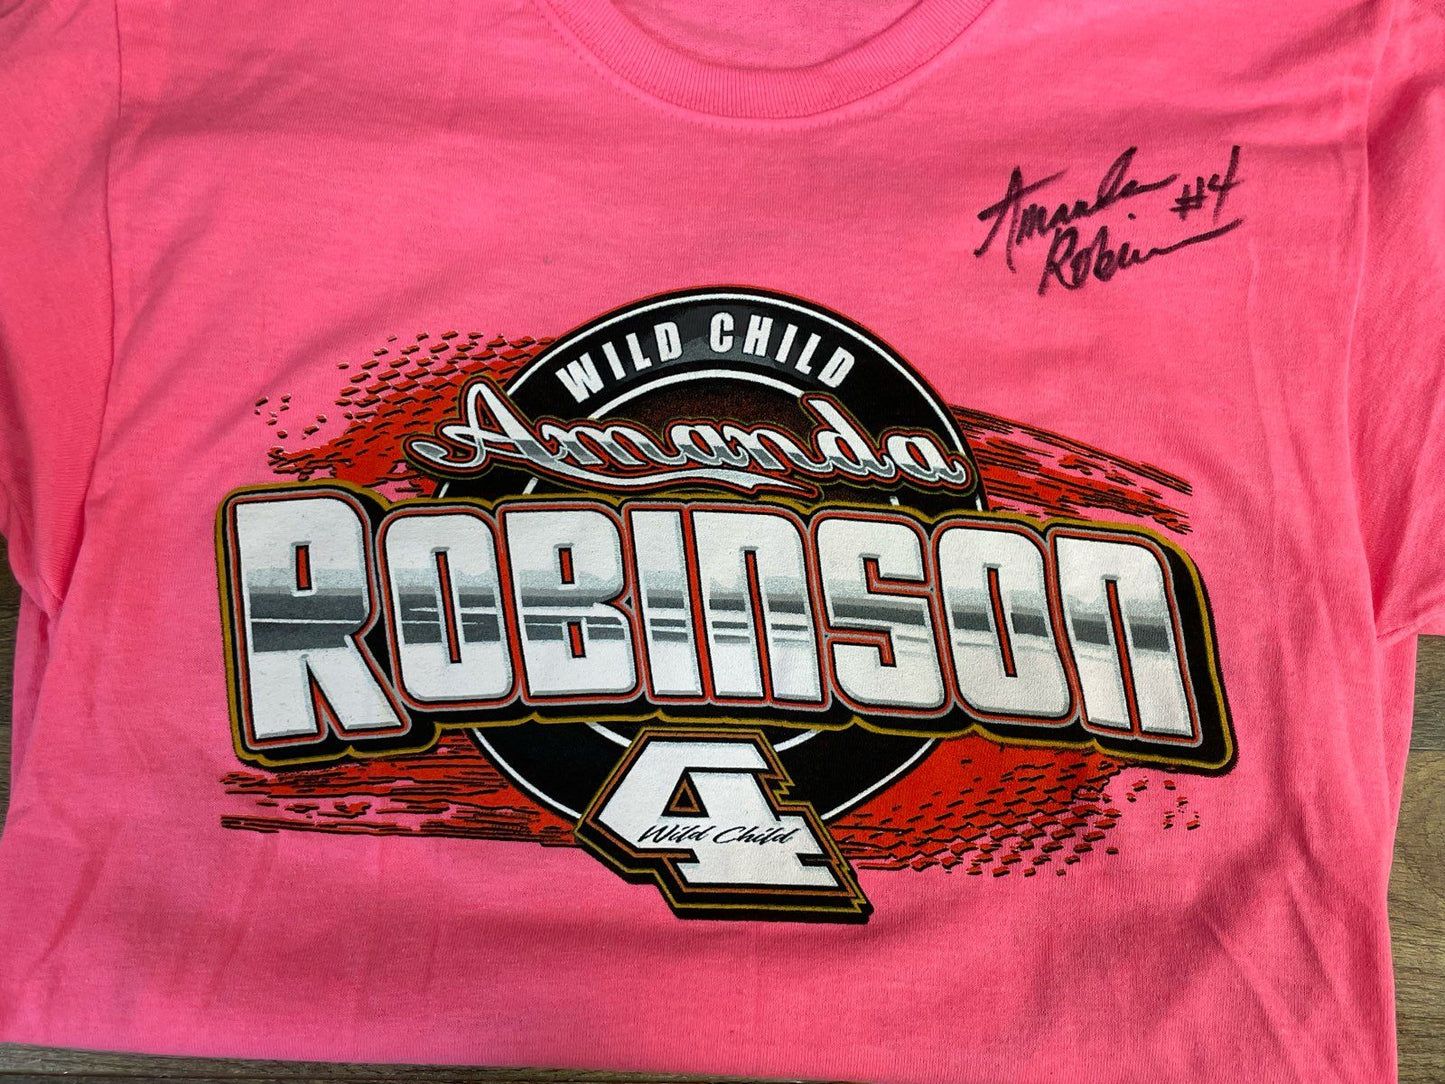 Amanda #4
Robinson
WILD CHILD
Amanda
ROBINSON
4
Wild Child